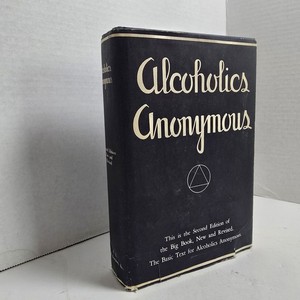 Alcoholics
Anonymous
This is the Second Edition of
the Big Book, New and Revised.
The Basic Text for Alcoholics Anonymous